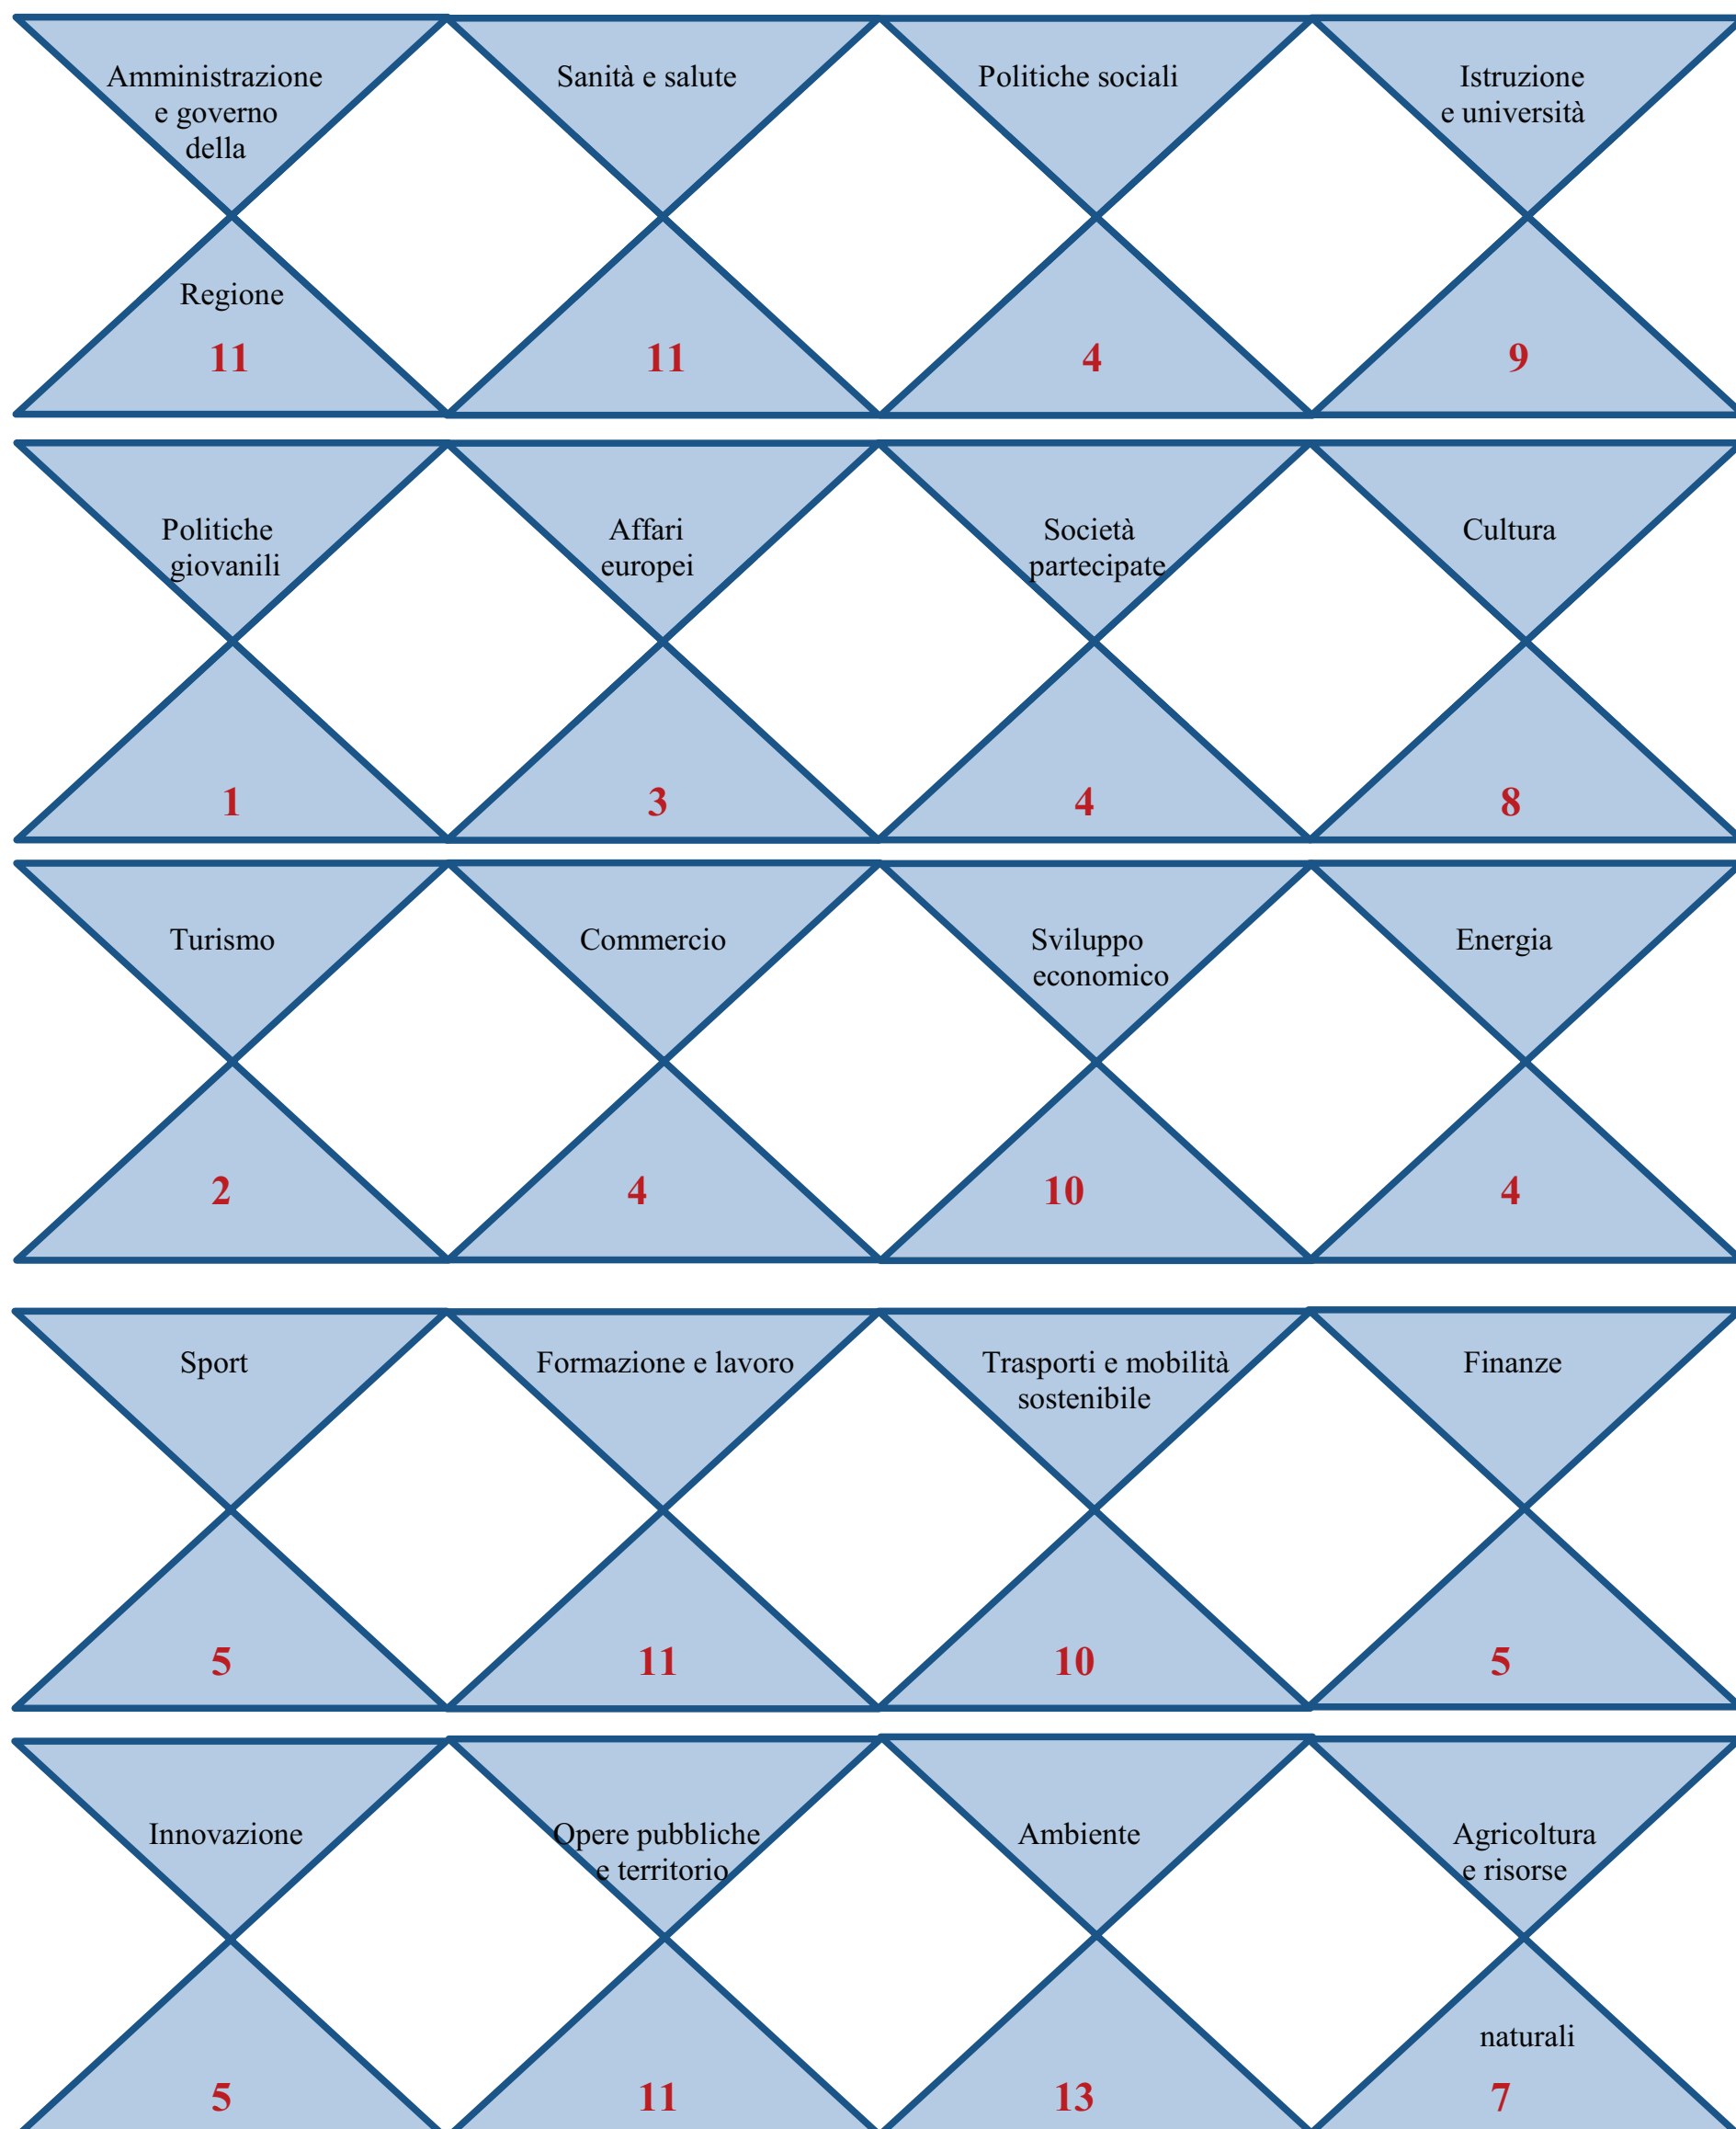 Amministrazione
e governo
della
Regione
11
Sanità e salute
11
Politiche sociali
4
Istruzione
e università
9
Politiche
giovanili
1
Affari
europei
3
Società
partecipate
4
Cultura
8
Turismo
2
Commercio
4
Sviluppo
economico
10
Energia
4
Sport
5
Formazione e lavoro
11
Trasporti e mobilità
sostenibile
10
Finanze
5
Innovazione
5
Opere pubbliche
e territorio
11
Ambiente
13
Agricoltura
e risorse
naturali
7